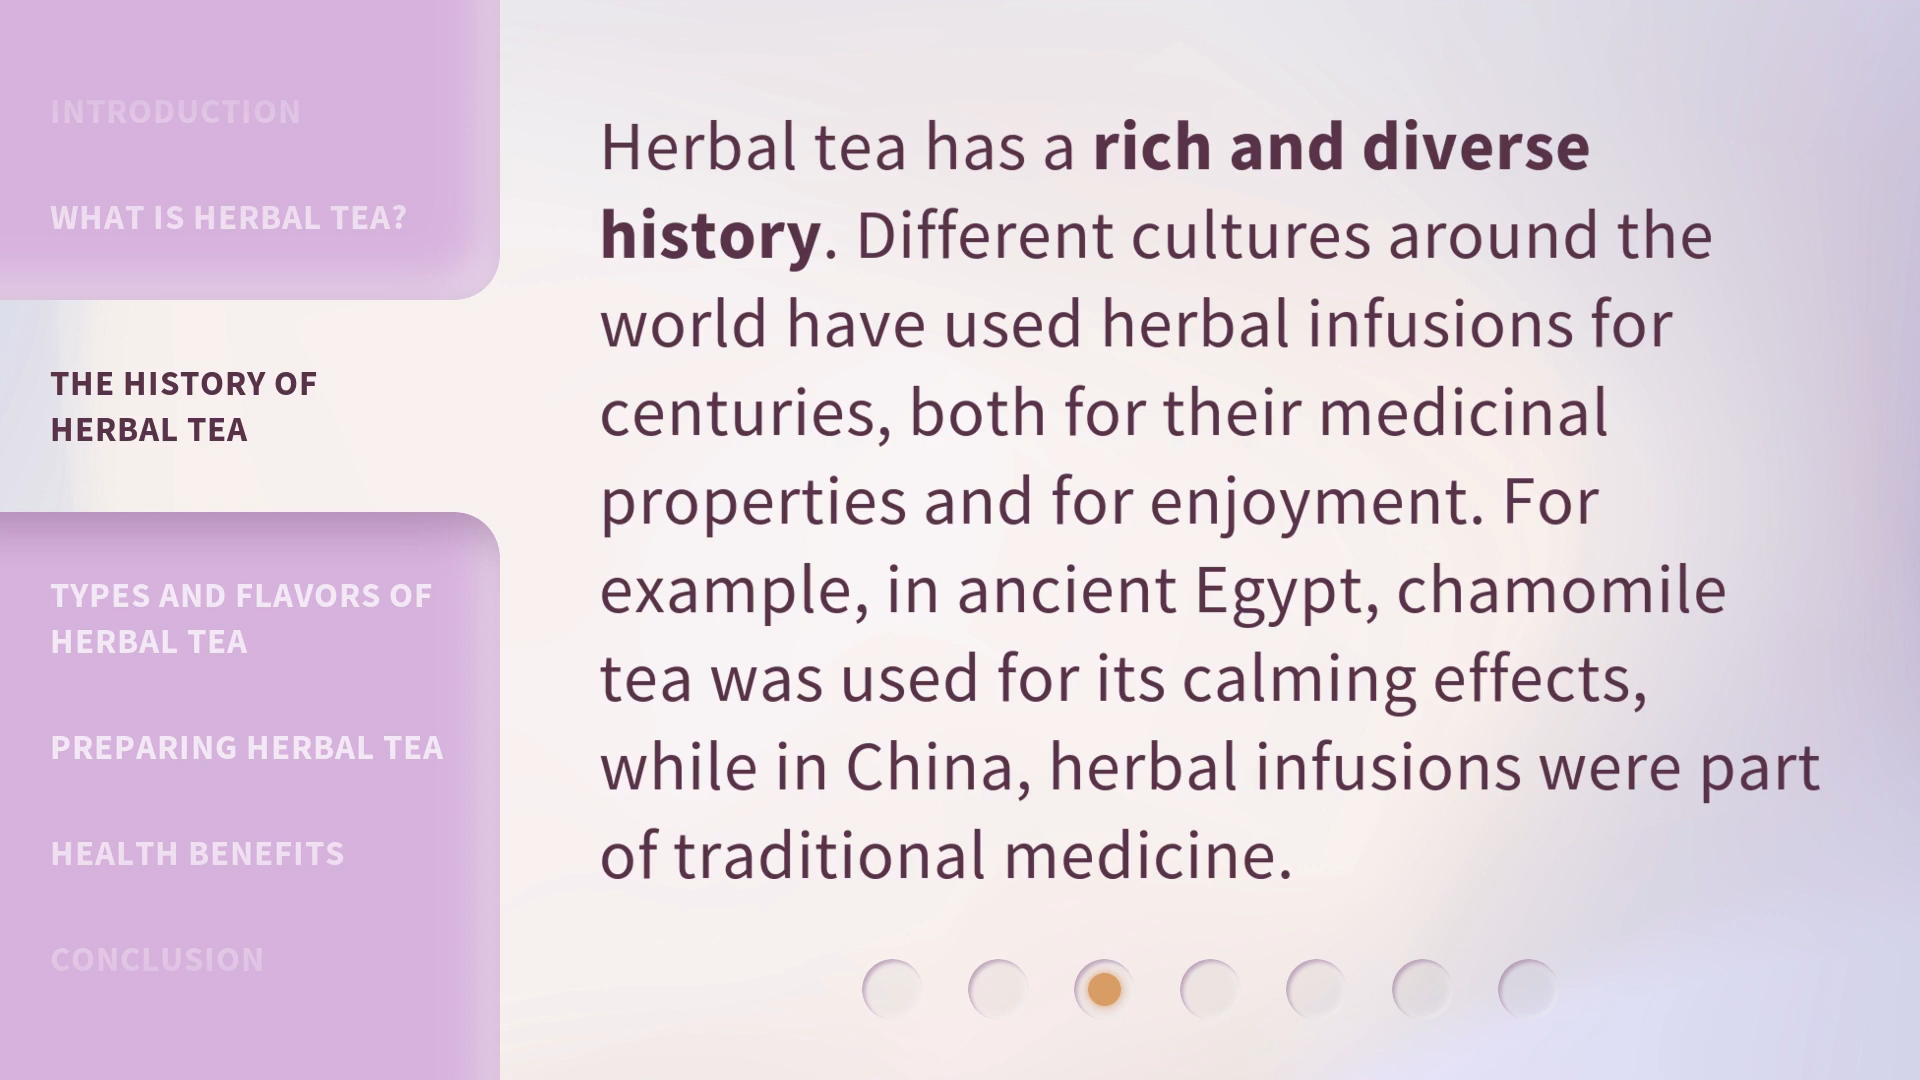 INTRODUCTION
WHAT IS HERBAL TEA?
THE HISTORY OF
HERBAL TEA
TYPES AND FLAVORS OF
HERBAL TEA
PREPARING HERBAL TEA
HEALTH BENEFITS
CONCLUSION
Herbal tea has a rich and diverse
history. Different cultures around the
world have used herbal infusions for
centuries, both for their medicinal
properties and for enjoyment. For
example, in ancient Egypt, chamomile
tea was used for its calming effects,
while in China, herbal infusions were part
of traditional medicine.